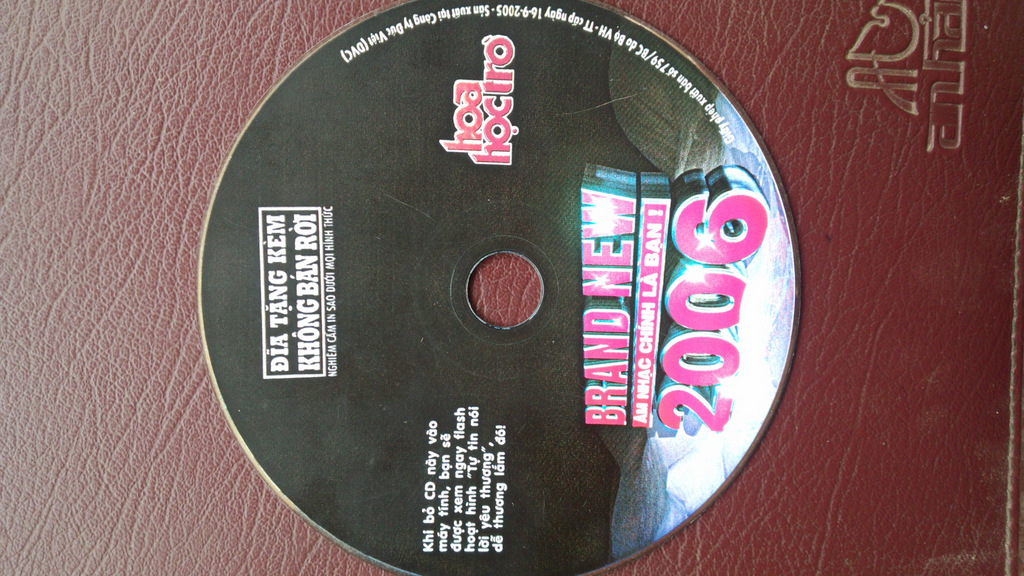 ĐĨA TẶNG KÈM
KHÔNG BÁN RỜI
NGHIÊM CẤM IN SAO DƯỚI MỌI HÌNH THỨC
Khi bỏ CD này vào
máy tính, bạn sẽ
được xem ngay flash
hoạt hình "Tự tin nói
lời yêu thương",
dễ thương lắm đó!
hoa
học trò
BRAND NEW
ÂM NHẠC CHÍNH LÀ BẠN !
2006
phép xuất bản số 759/ĐC do Bộ VH - TT cấp ngày 16-9-2005 - Sản xuất tại Công ty Đức Việt (DVC)